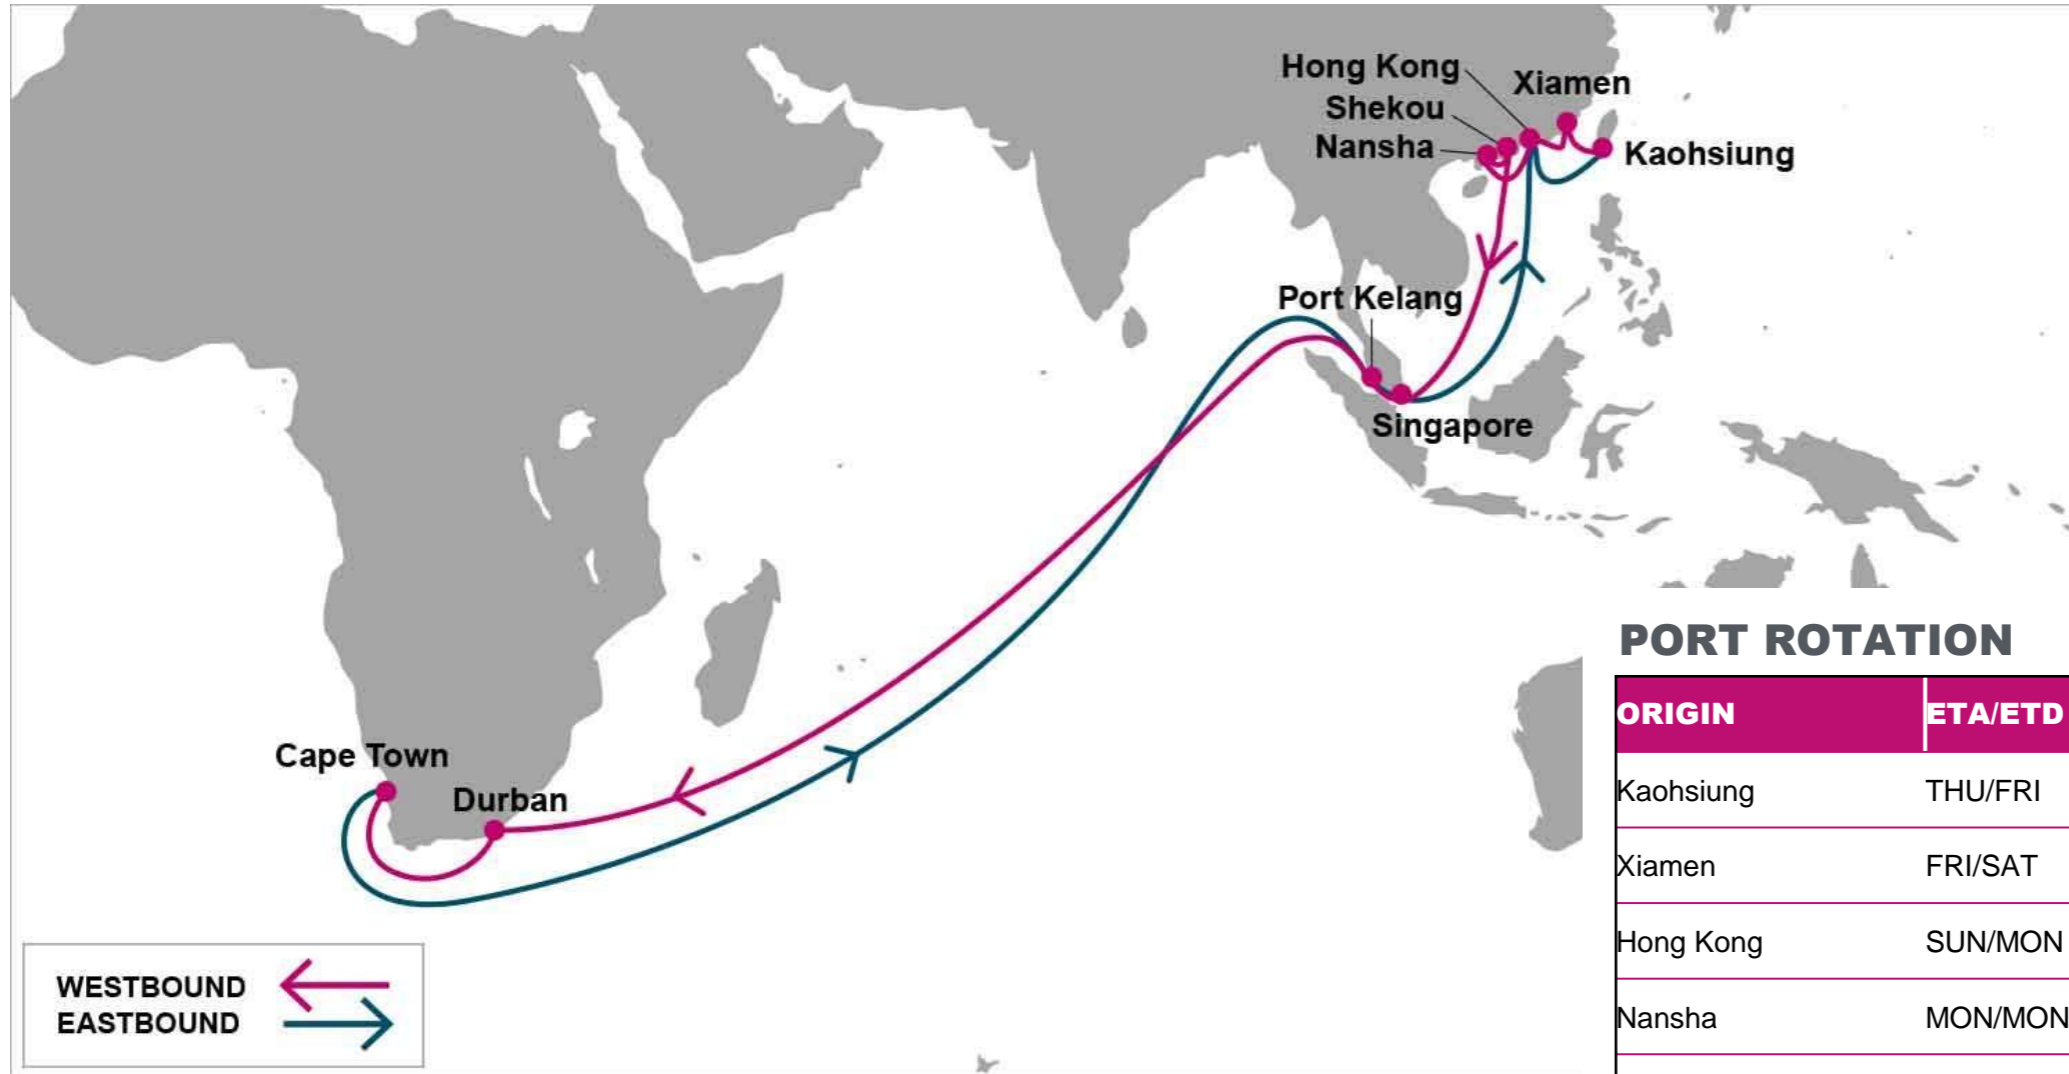 Hong Kong
Xiamen
Shekou
Nansha
Kaohsiung
Port Kelang
Singapore
Cape Town
Durban
WESTBOUND
EASTBOUND
PORT ROTATION
ORIGIN ETA/ETD
Kaohsiung THU/FRI
Xiamen FRI/SAT
Hong Kong SUN/MON
Nansha MON/MON